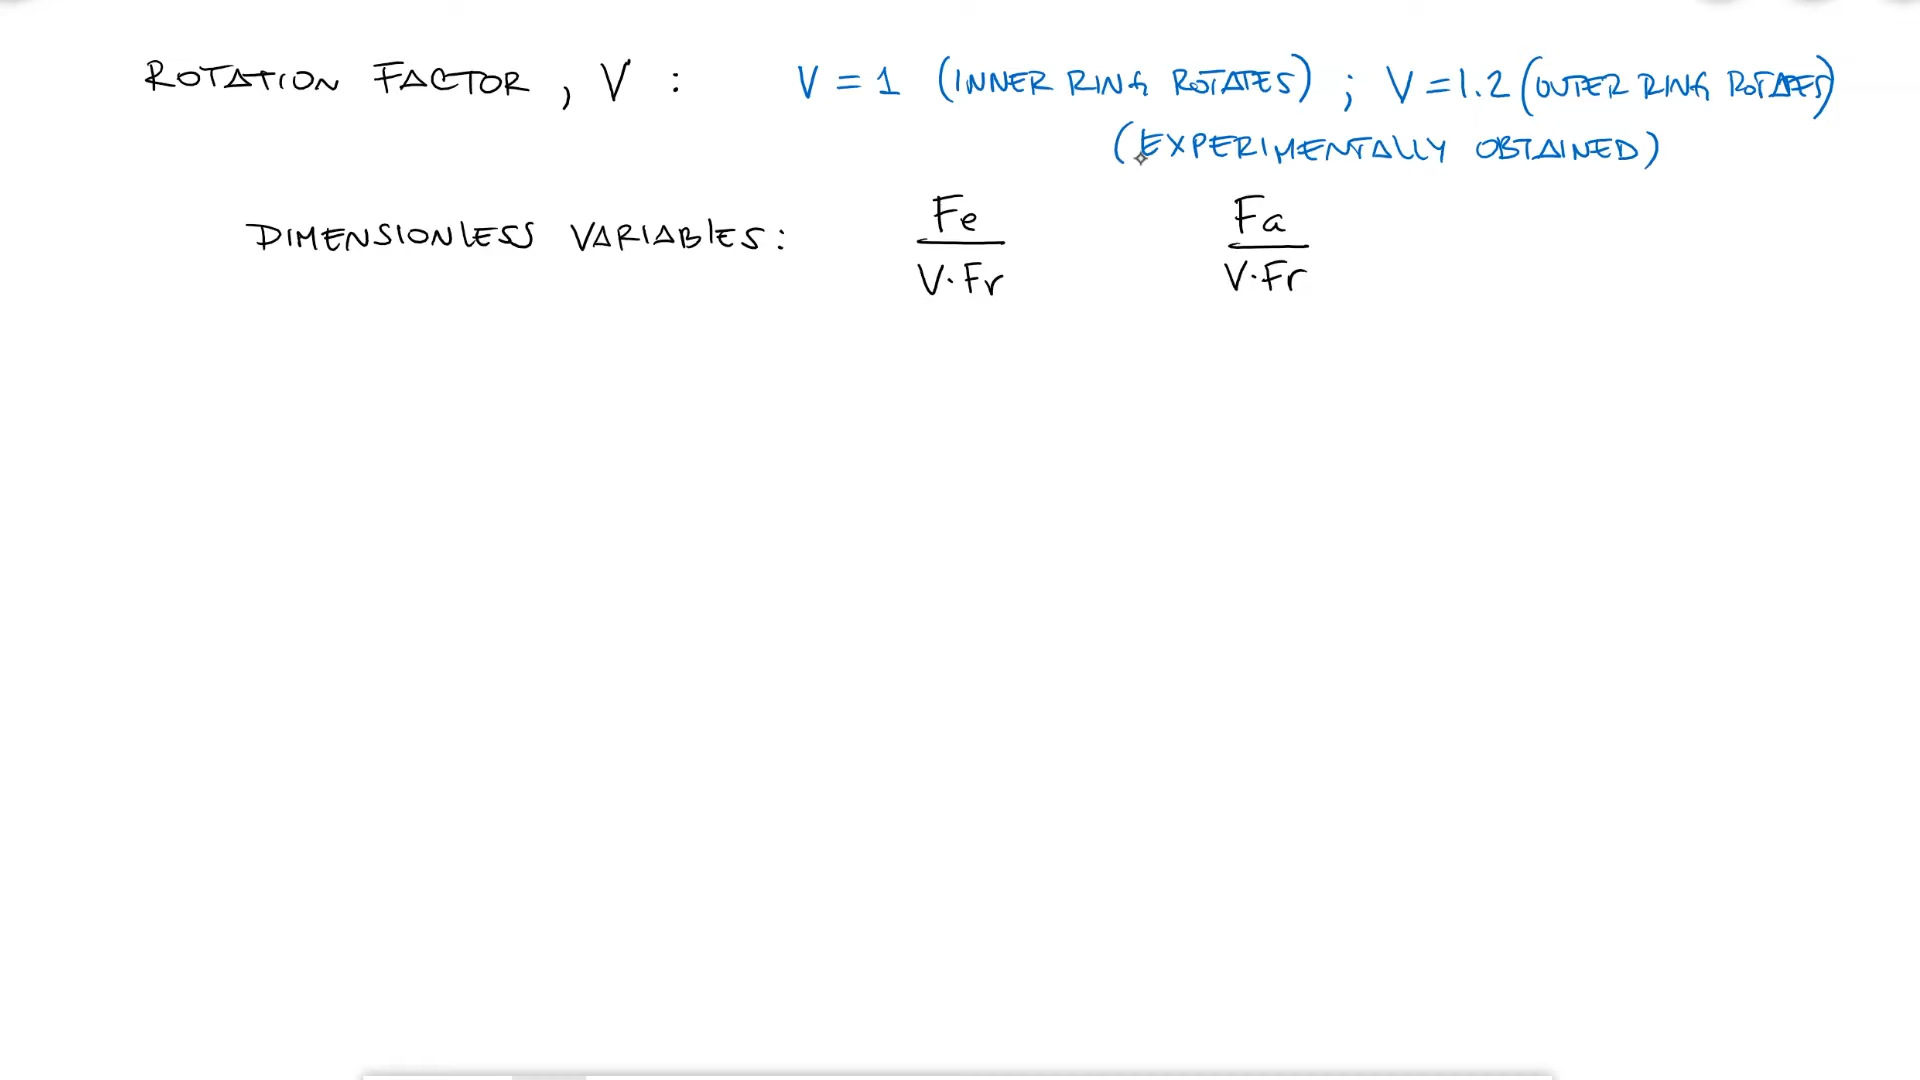 ROTATION FACTOR, V : V = 1 (INNER RING ROTATES) ; V = 1.2 (OUTER RING ROTATES)
(EXPERIMENTALLY OBTAINED)
DIMENSIONLESS VARIABLES: Fe/V·Fr Fa/V·Fr